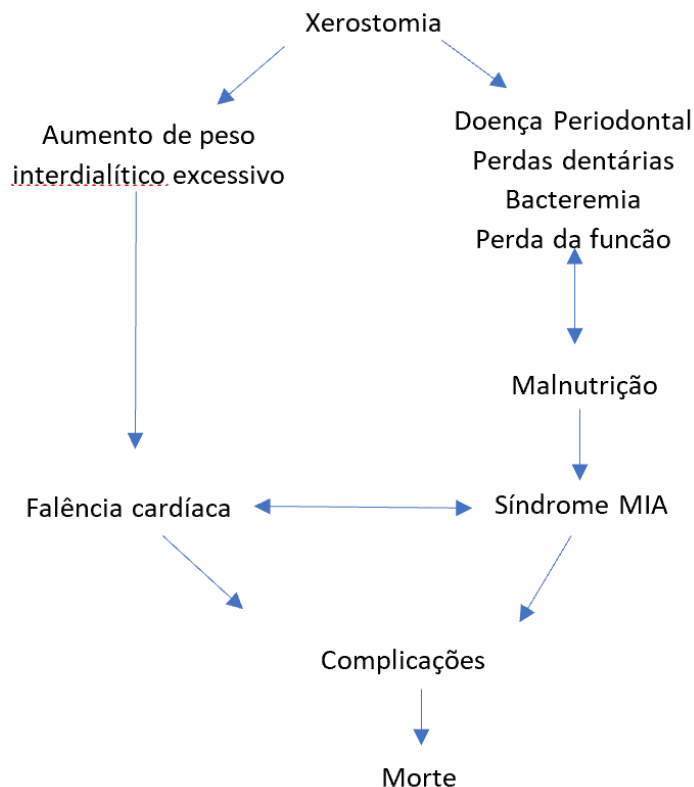 Xerostomia
Aumento de peso
interdialítico excessivo
Doença Periodontal
Perdas dentárias
Bacteremia
Perda da funcão
Malnutrição
Falência cardíaca
Síndrome MIA
Complicações
Morte